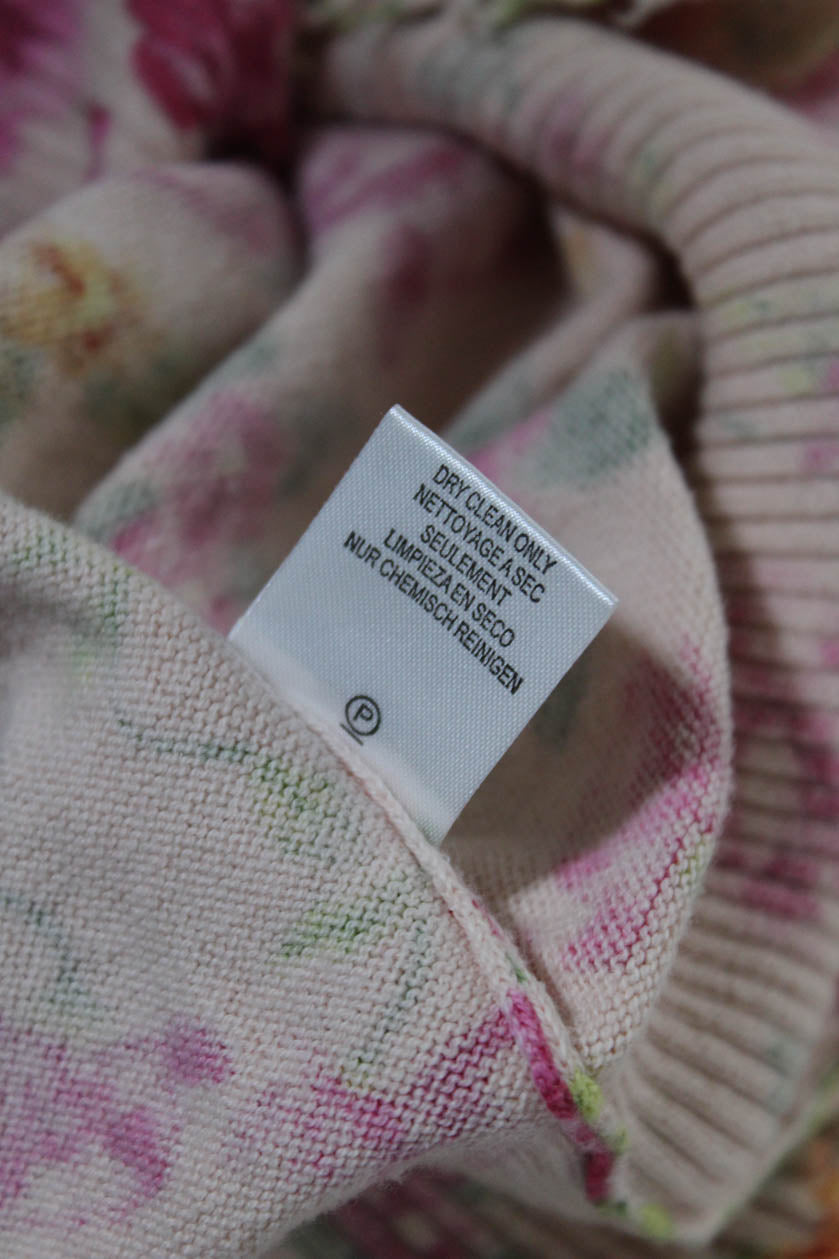 DRY CLEAN ONLY
NETTOYAGE A SEC
SEULEMENT
LIMPIEZA EN SECO
NUR CHEMISCH REINIGEN
P